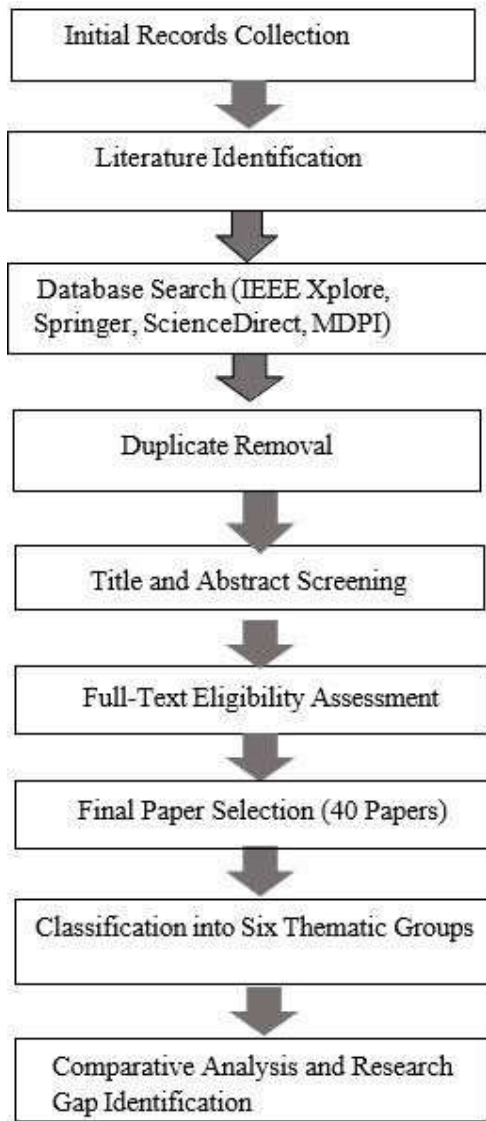 Initial Records Collection
Literature Identification
Database Search (IEEE Xplore,
Springer, ScienceDirect, MDPI)
Duplicate Removal
Title and Abstract Screening
Full-Text Eligibility Assessment
Final Paper Selection (40 Papers)
Classification into Six Thematic Groups
Comparative Analysis and Research
Gap Identification